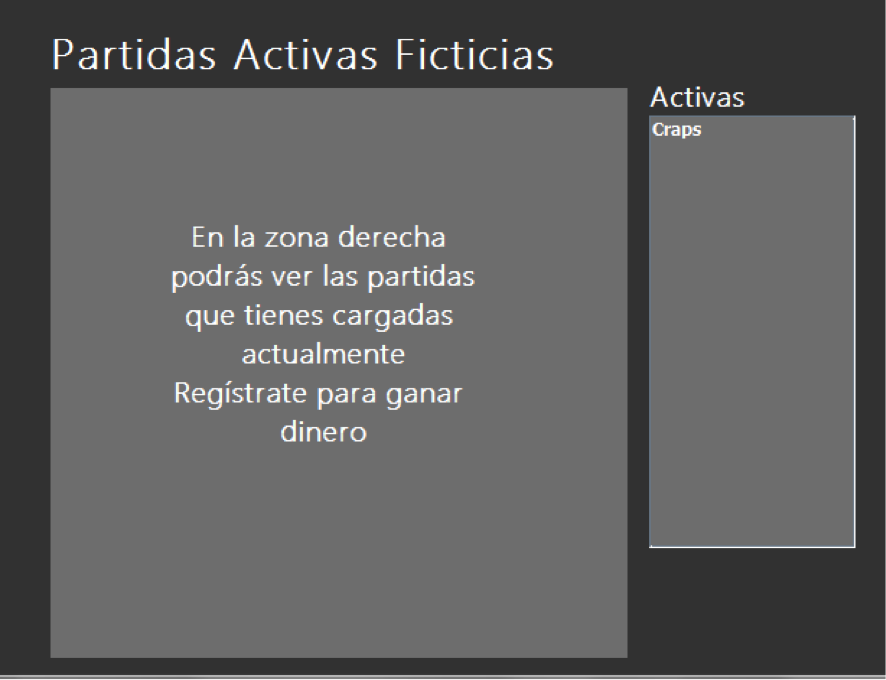 Partidas Activas Ficticias
Activas
Craps
En la zona derecha
podrás ver las partidas
que tienes cargadas
actualmente
Regístrate para ganar
dinero